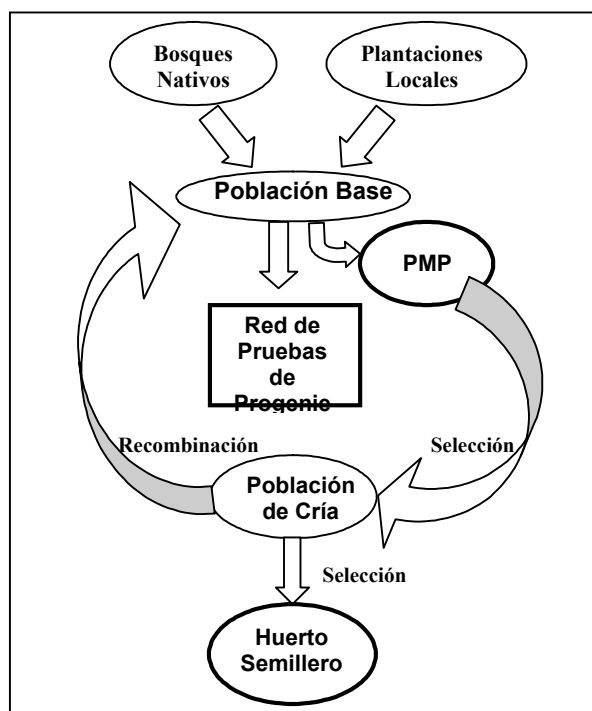 Bosques
Nativos
Plantaciones
Locales
Población Base
PMP
Red de
Pruebas
de
Progenie
Recombinación
Selección
Población
de Cría
Selección
Huerto
Semillero